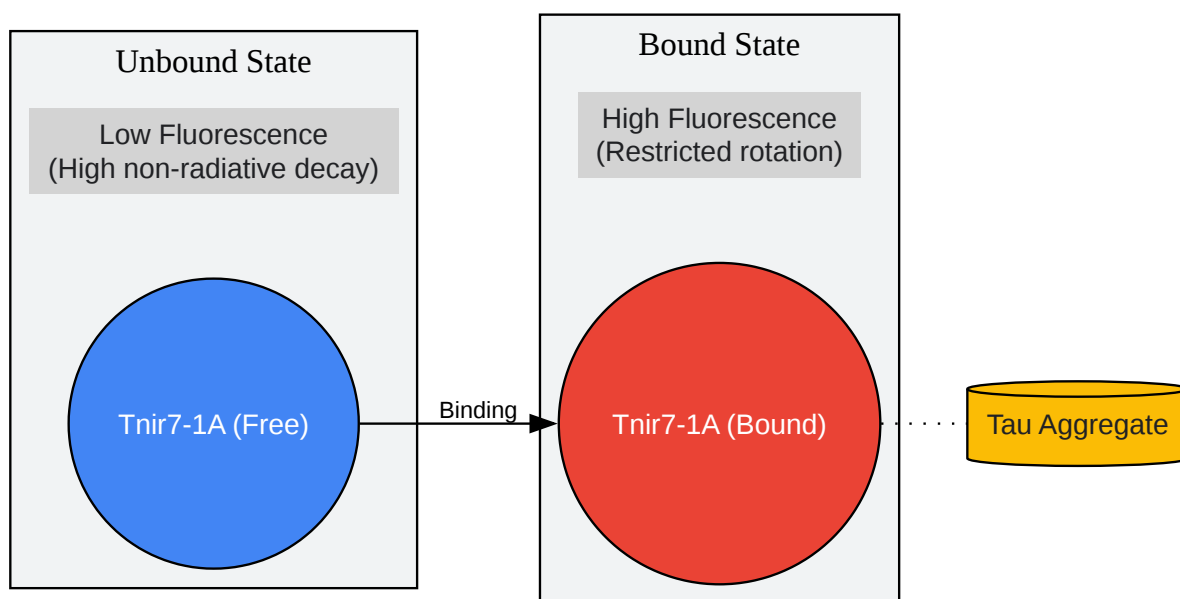 Unbound State
Low Fluorescence
(High non-radiative decay)
Tnir7-1A (Free)
Binding
Bound State
High Fluorescence
(Restricted rotation)
Tnir7-1A (Bound)
Tau Aggregate